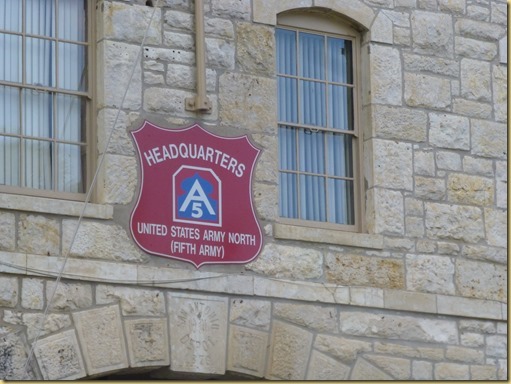 HEADQUARTERS
A
5
UNITED STATES ARMY NORTH
(FIFTH ARMY)